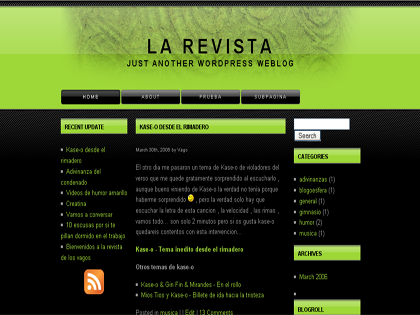 LA REVISTA
JUST ANOTHER WORDPRESS WEBLOG
HOME
ABOUT
PRUEBA
SUBPAGINA
RECENT UPDATE
Kase-o desde el
rimadero
Adivinanza del
condenado
Videos de humor amarillo
Creatina
Vamos a conversar
10 excusas por si te
pillan dormido en el trabajo
Bienvenidos a la revista
de los vagos
KASE-O DESDE EL RIMADERO
March 30th, 2006 by Vago
El otro dia me pasaron un tema de Kase-o de violadores del
verso que me quede gratamente sorprendido al escucharlo ,
aunque bueno viniendo de Kase-o la verdad no tenia porque
haberme sorprendido , pero la verdad solo hay que
escuchar la letra de esta cancion , la velocidad , las rimas ,
vamos todo.... son solo 2 minutos pero si os gusta kase-o
quedareis contentos con esta intervencion...
Kase-o - Tema inedito desde el rimadero
Otros temas de kase-o
Kase-o & Gin Fin & Mirandes - En el rollo
Mios Tios y Kase-o - Billete de ida hacia la tristeza
Posted in musica | | Edit | 13 Comments
Search
CATEGORIES
adivinanzas (1)
blogoesfera (1)
general (1)
gimnasio (1)
humor (2)
musica (1)
ARCHIVES
March 2006
BLOGROLL